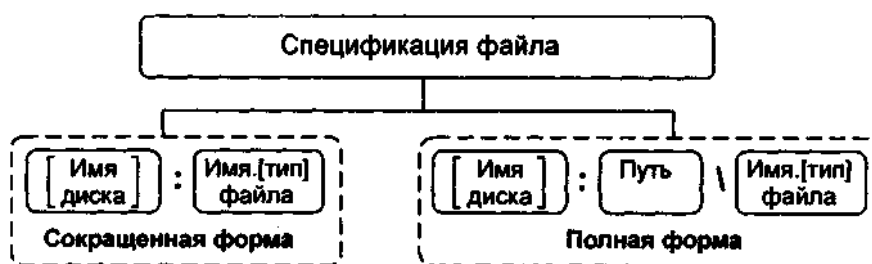 Спецификация файла
[Имя диска] : Имя.[тип] файла
Сокращенная форма
[Имя диска] : Путь \ Имя.[тип] файла
Полная форма